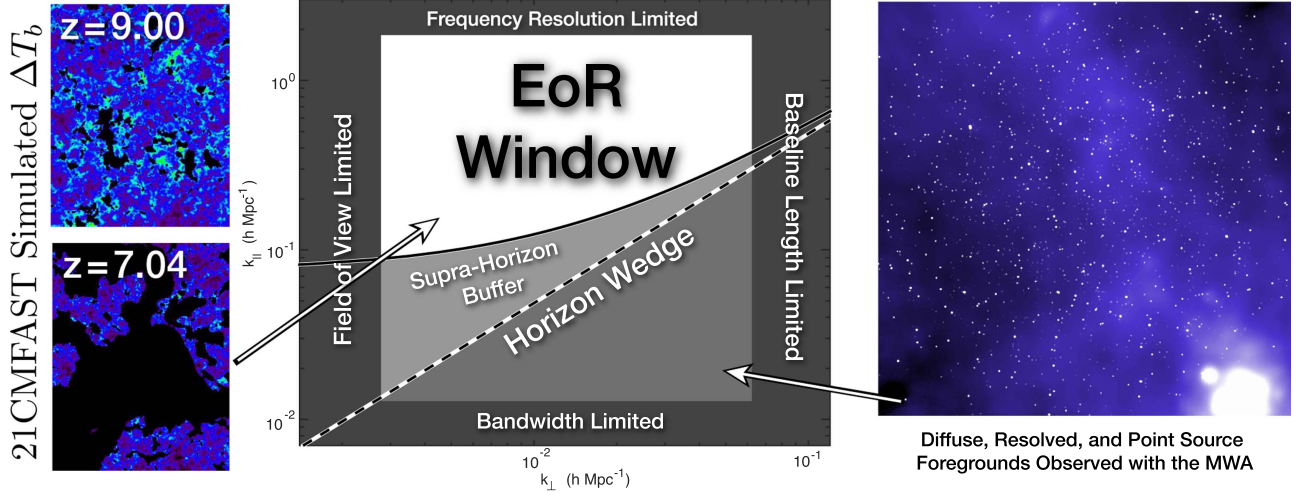 21CMFAST Simulated ΔT_b
z=9.00
z=7.04
Frequency Resolution Limited
EoR
Window
Field of View Limited
Baseline Length Limited
Supra-Horizon
Buffer
Horizon Wedge
Bandwidth Limited
k_|| (h Mpc^-1)
10^0
10^-1
10^-2
10^-2
10^-1
k_⊥ (h Mpc^-1)
Diffuse, Resolved, and Point Source
Foregrounds Observed with the MWA